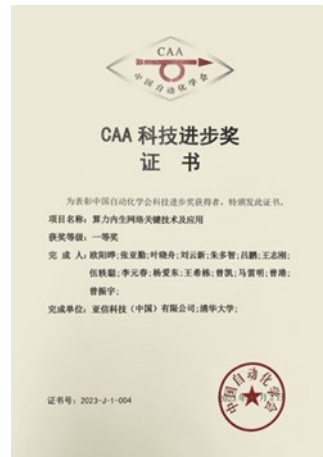 CAA
中国自动化学会
CAA 科技进步奖
证 书
为表彰中国自动化学会科技进步奖获得者,特颁发此证书。
项目名称:算力内生网络关键技术及应用
获奖等级:一等奖
完 成 人:欧阳晔;张亚勤;叶晓舟;刘云新;朱多智;吕鹏;王志刚;
伍轶聪;李元春;杨爱东;王希栋;曾凯;马雷明;曾港;
曾振宇;
完成单位:亚信科技(中国)有限公司;清华大学;
中国自动化学会
证书号:2023-J-1-004